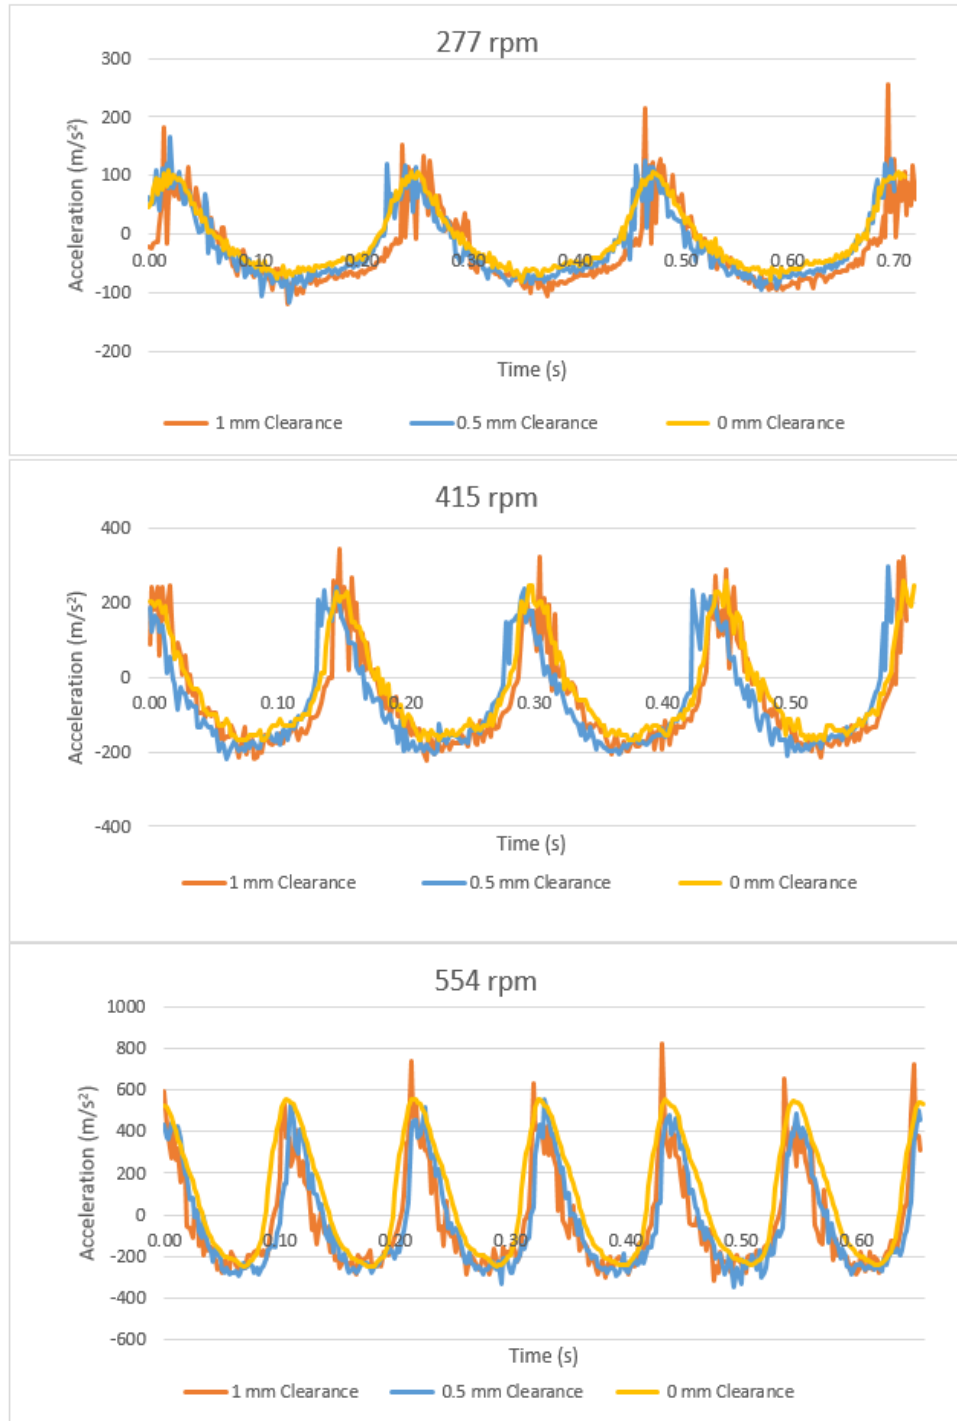 277 rpm
300
200
100
0
-100
-200
Acceleration (m/s²)
0.00 0.10 0.20 0.30 0.40 0.50 0.60 0.70
Time (s)
1 mm Clearance 0.5 mm Clearance 0 mm Clearance
415 rpm
400
200
0
-200
-400
Acceleration (m/s²)
0.00 0.10 0.20 0.30 0.40 0.50
Time (s)
1 mm Clearance 0.5 mm Clearance 0 mm Clearance
554 rpm
1000
800
600
400
200
0
-200
-400
-600
Acceleration (m/s²)
0.00 0.10 0.20 0.30 0.40 0.50 0.60
Time (s)
1 mm Clearance 0.5 mm Clearance 0 mm Clearance